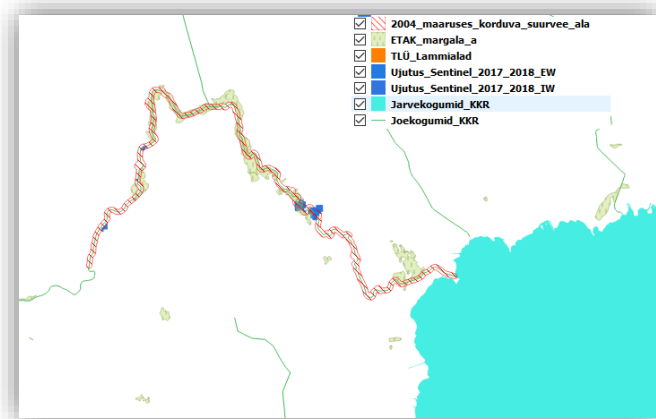 2004_maaruses_korduva_suurvee_ala
ETAK_margala_a
TLÜ_Lammialad
Ujutus_Sentinel_2017_2018_EW
Ujutus_Sentinel_2017_2018_IW
Jarvekogumid_KKR
Joekogumid_KKR